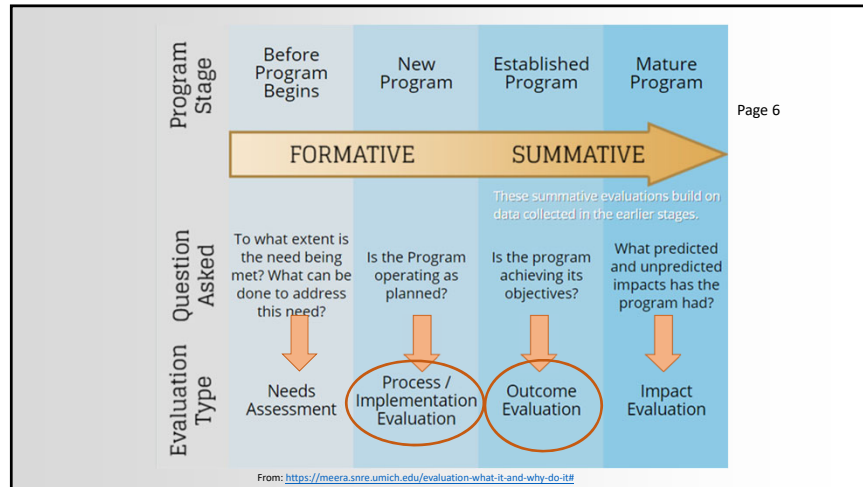 Program
Stage
Before
Program
Begins
New
Program
Established
Program
Mature
Program
Page 6
FORMATIVE SUMMATIVE
These summative evaluations build on
data collected in the earlier stages.
Question
Asked
To what extent is
the need being
met? What can be
done to address
this need?
Is the Program
operating as
planned?
Is the program
achieving its
objectives?
What predicted
and unpredicted
impacts has the
program had?
Evaluation
Type
Needs
Assessment
Process /
Implementation
Evaluation
Outcome
Evaluation
Impact
Evaluation
From: https://meera.snre.umich.edu/evaluation-what-it-and-why-do-it#